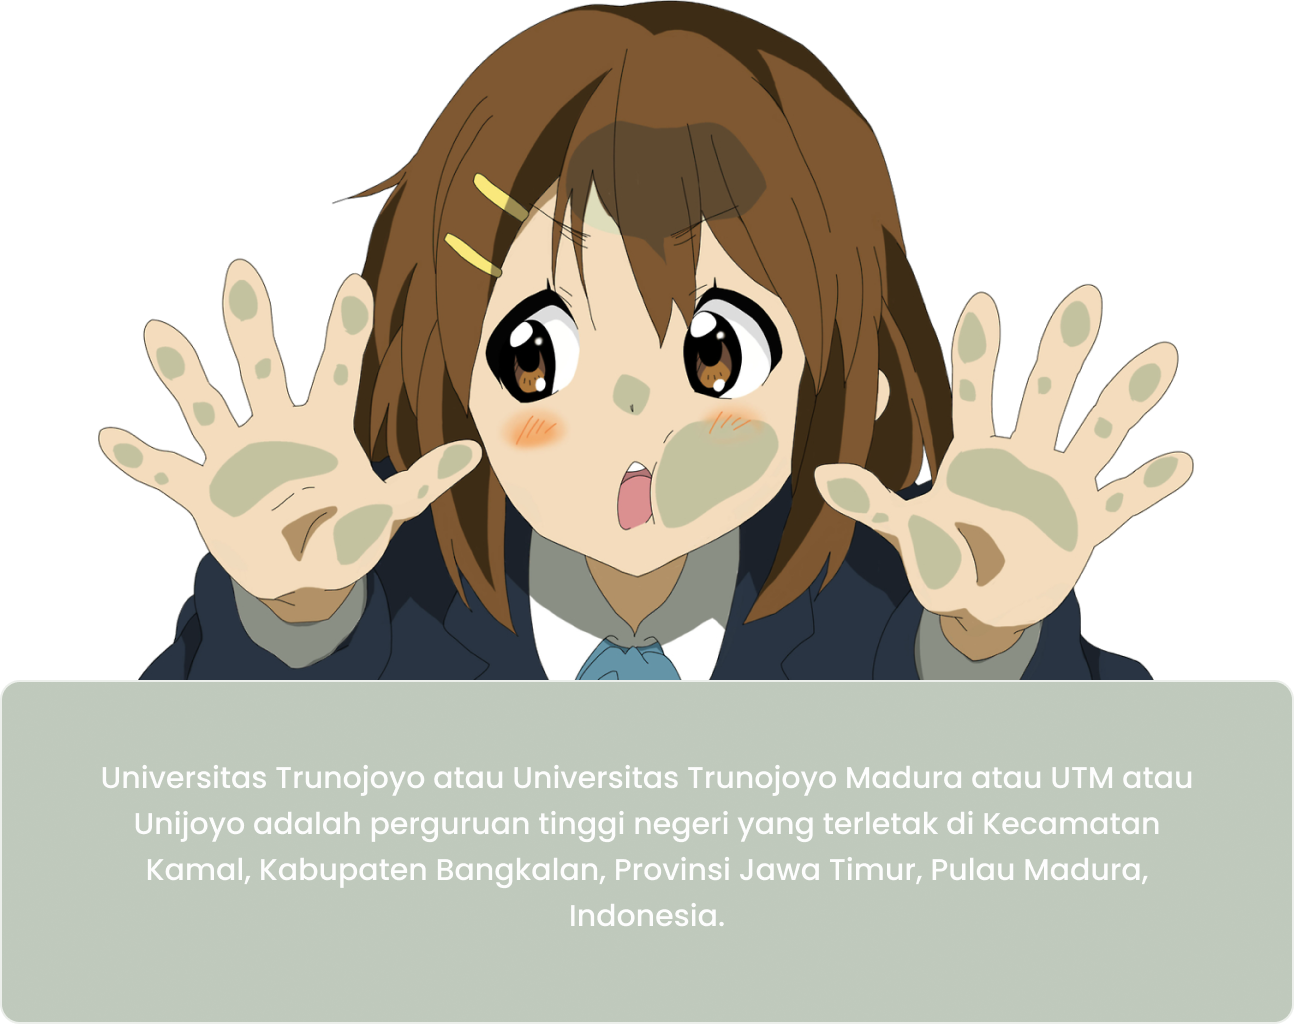 Universitas Trunojoyo atau Universitas Trunojoyo Madura atau UTM atau
Unijoyo adalah perguruan tinggi negeri yang terletak di Kecamatan
Kamal, Kabupaten Bangkalan, Provinsi Jawa Timur, Pulau Madura,
Indonesia.